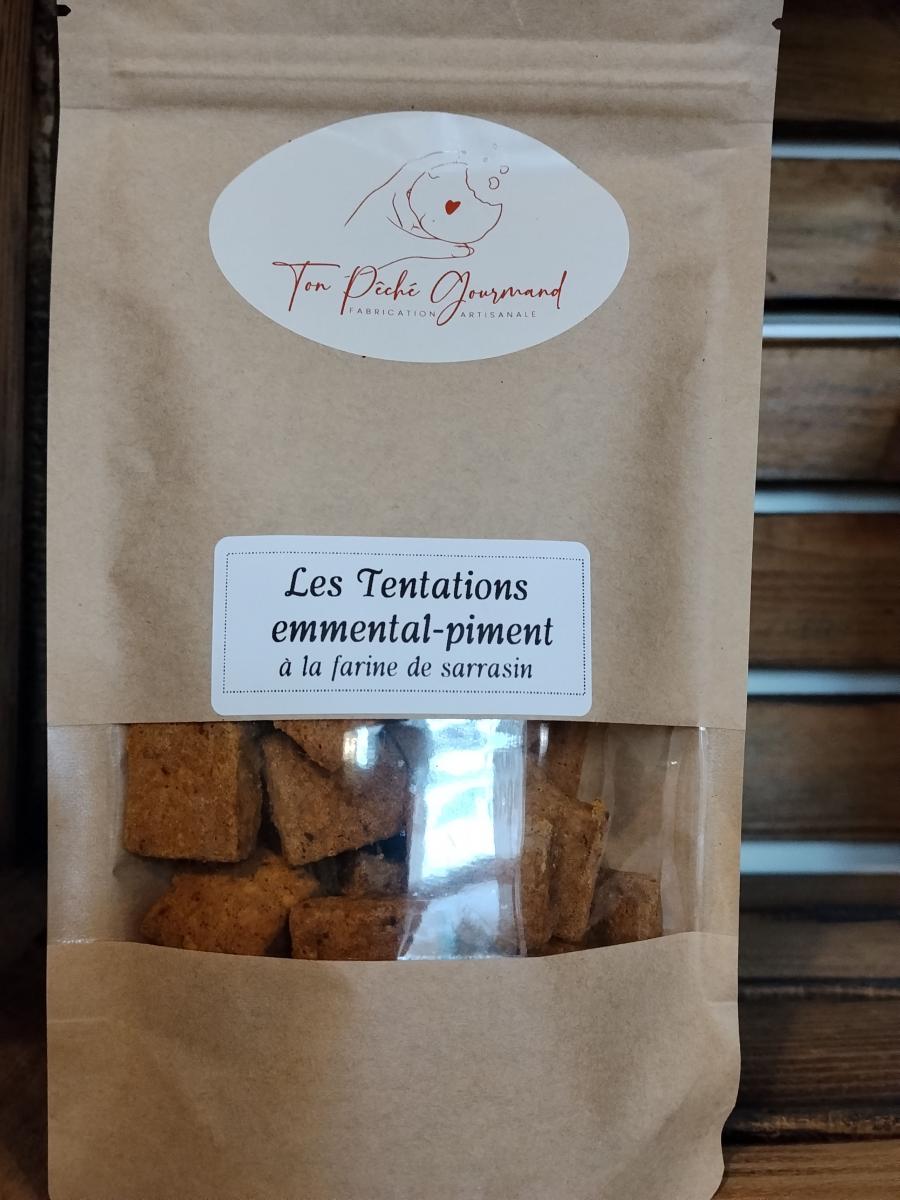 Ton Pêché Gourmand
FABRICATION ARTISANALE
Les Tentations
emmental-piment
à la farine de sarrasin